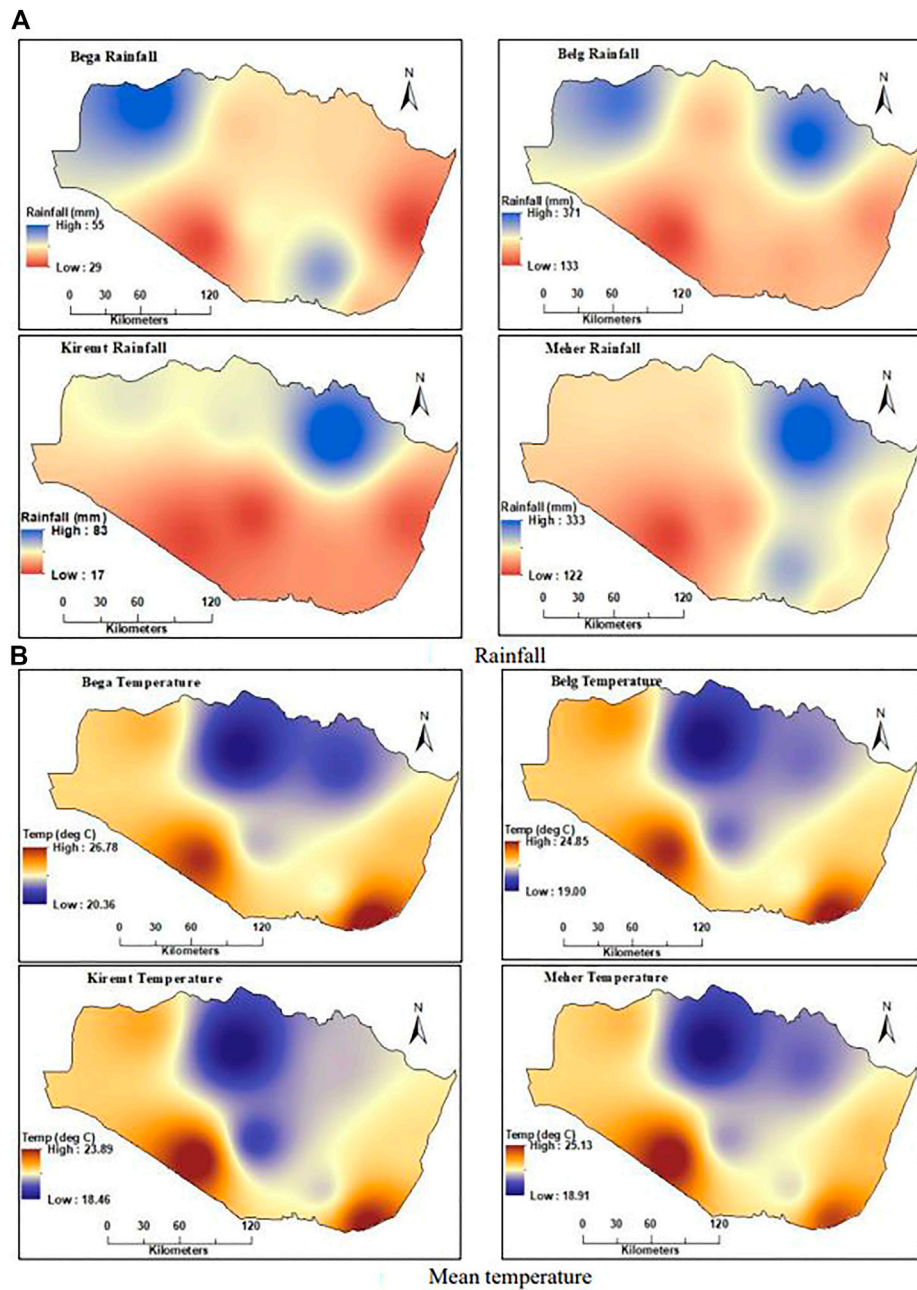 A
Bega Rainfall
N
Rainfall (mm)
High : 55
Low : 29
0 30 60 120
Kilometers
Belg Rainfall
N
Rainfall (mm)
High : 371
Low : 133
0 30 60 120
Kilometers
Kiremt Rainfall
N
Rainfall (mm)
High : 83
Low : 17
0 30 60 120
Kilometers
Meher Rainfall
N
Rainfall (mm)
High : 333
Low : 122
0 30 60 120
Kilometers
Rainfall
B
Bega Temperature
N
Temp (deg C)
High : 26.78
Low : 20.36
0 30 60 120
Kilometers
Belg Temperature
N
Temp (deg C)
High : 24.85
Low : 19.00
0 30 60 120
Kilometers
Kiremt Temperature
N
Temp (deg C)
High : 23.89
Low : 18.46
0 30 60 120
Kilometers
Meher Temperature
N
Temp (deg C)
High : 25.13
Low : 18.91
0 30 60 120
Kilometers
Mean temperature